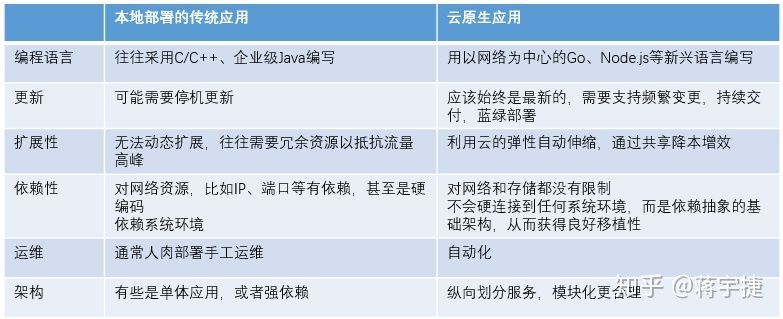 本地部署的传统应用
云原生应用
编程语言
往往采用C/C++、企业级Java编写
用以网络为中心的Go、Node.js等新兴语言编写
更新
可能需要停机更新
应该始终是最新的，需要支持频繁变更，持续交
付，蓝绿部署
扩展性
无法动态扩展，往往需要冗余资源以抵抗流量
高峰
利用云的弹性自动伸缩，通过共享降本增效
依赖性
对网络资源，比如IP、端口等有依赖，甚至是硬
编码
依赖系统环境
对网络和存储都没有限制
不会硬连接到任何系统环境，而是依赖抽象的基
础架构，从而获得良好移植性
运维
通常人肉部署手工运维
自动化
架构
有些是单体应用，或者强依赖
纵向划分服务，模块化更合理
知乎 @蒋宇捷